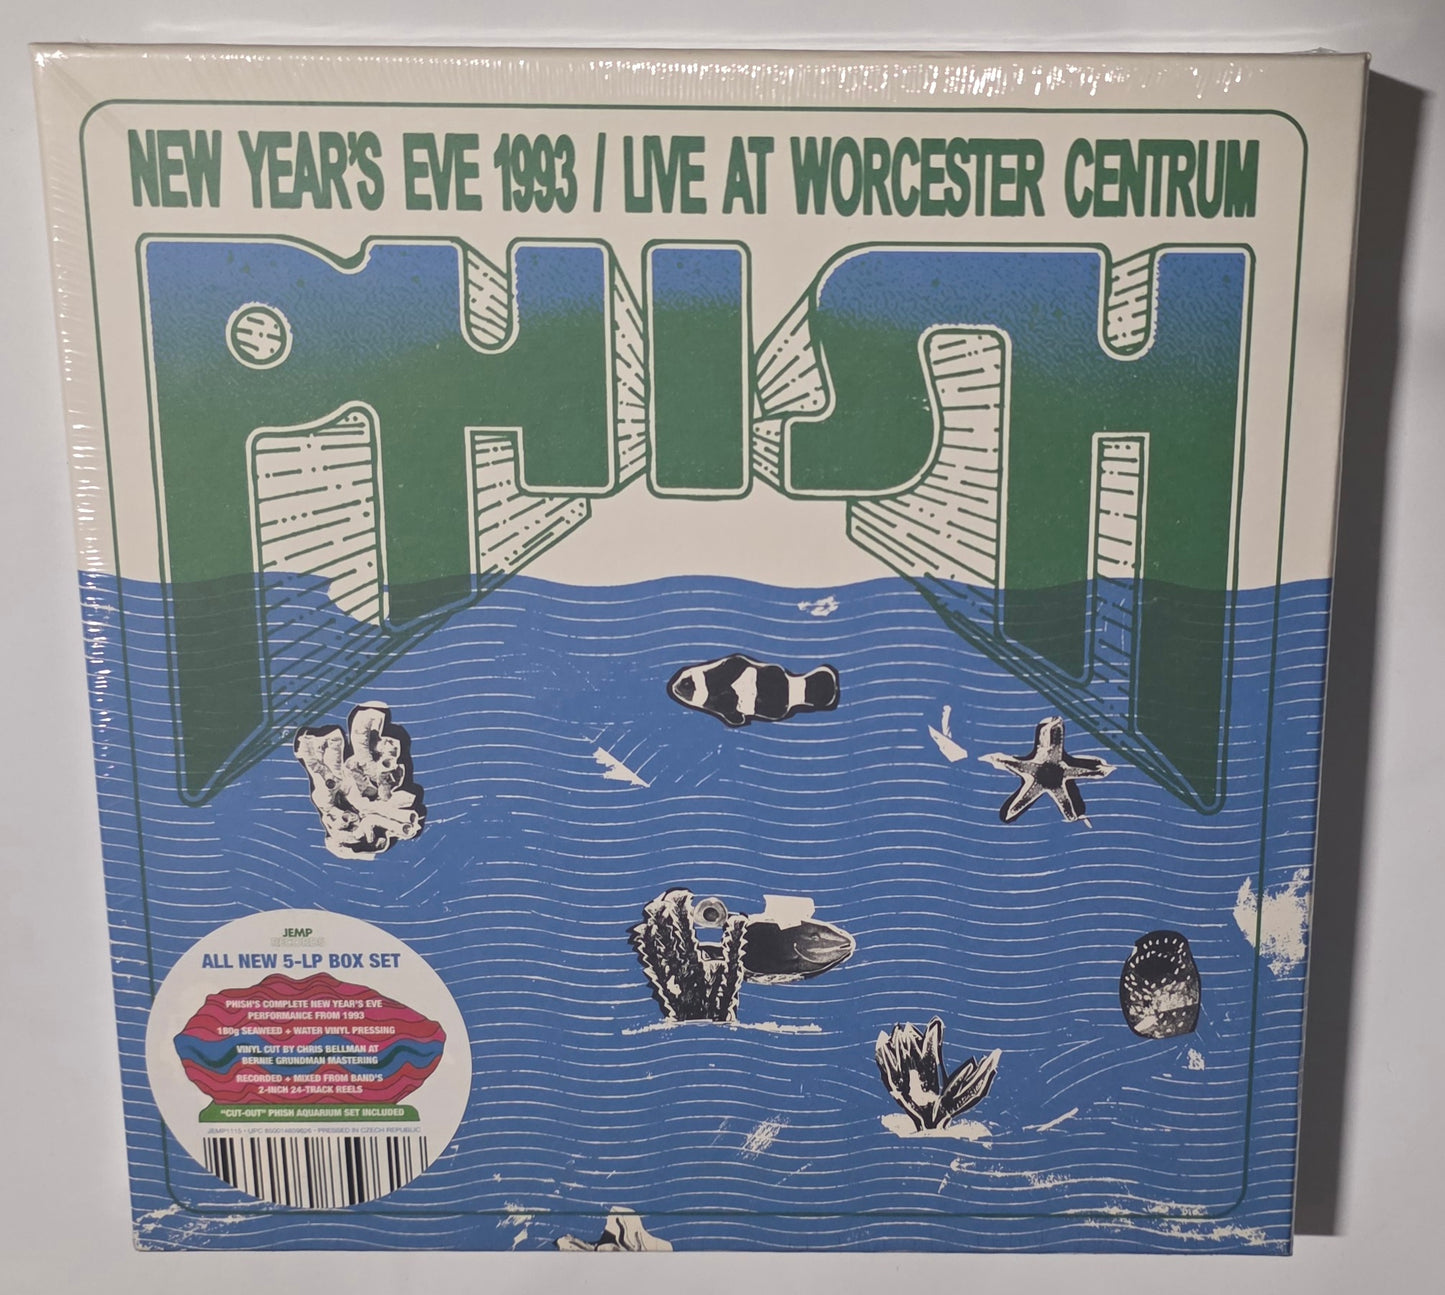 NEW YEAR'S EVE 1993 / LIVE AT WORCESTER CENTRUM
PHISH
JEMP
RECORDS
ALL NEW 5-LP BOX SET
PHISH'S COMPLETE NEW YEAR'S EVE
PERFORMANCE FROM 1993
180g SEAWEED + WATER VINYL PRESSING
VINYL CUT BY CHRIS BELLMAN AT
BERNIE GRUNDMAN MASTERING
RECORDED + MIXED FROM BAND'S
2-INCH 24-TRACK REELS
"CUT-OUT" PHISH AQUARIUM SET INCLUDED
JEMP1115 • UPC 850014859626 • PRESSED IN CZECH REPUBLIC